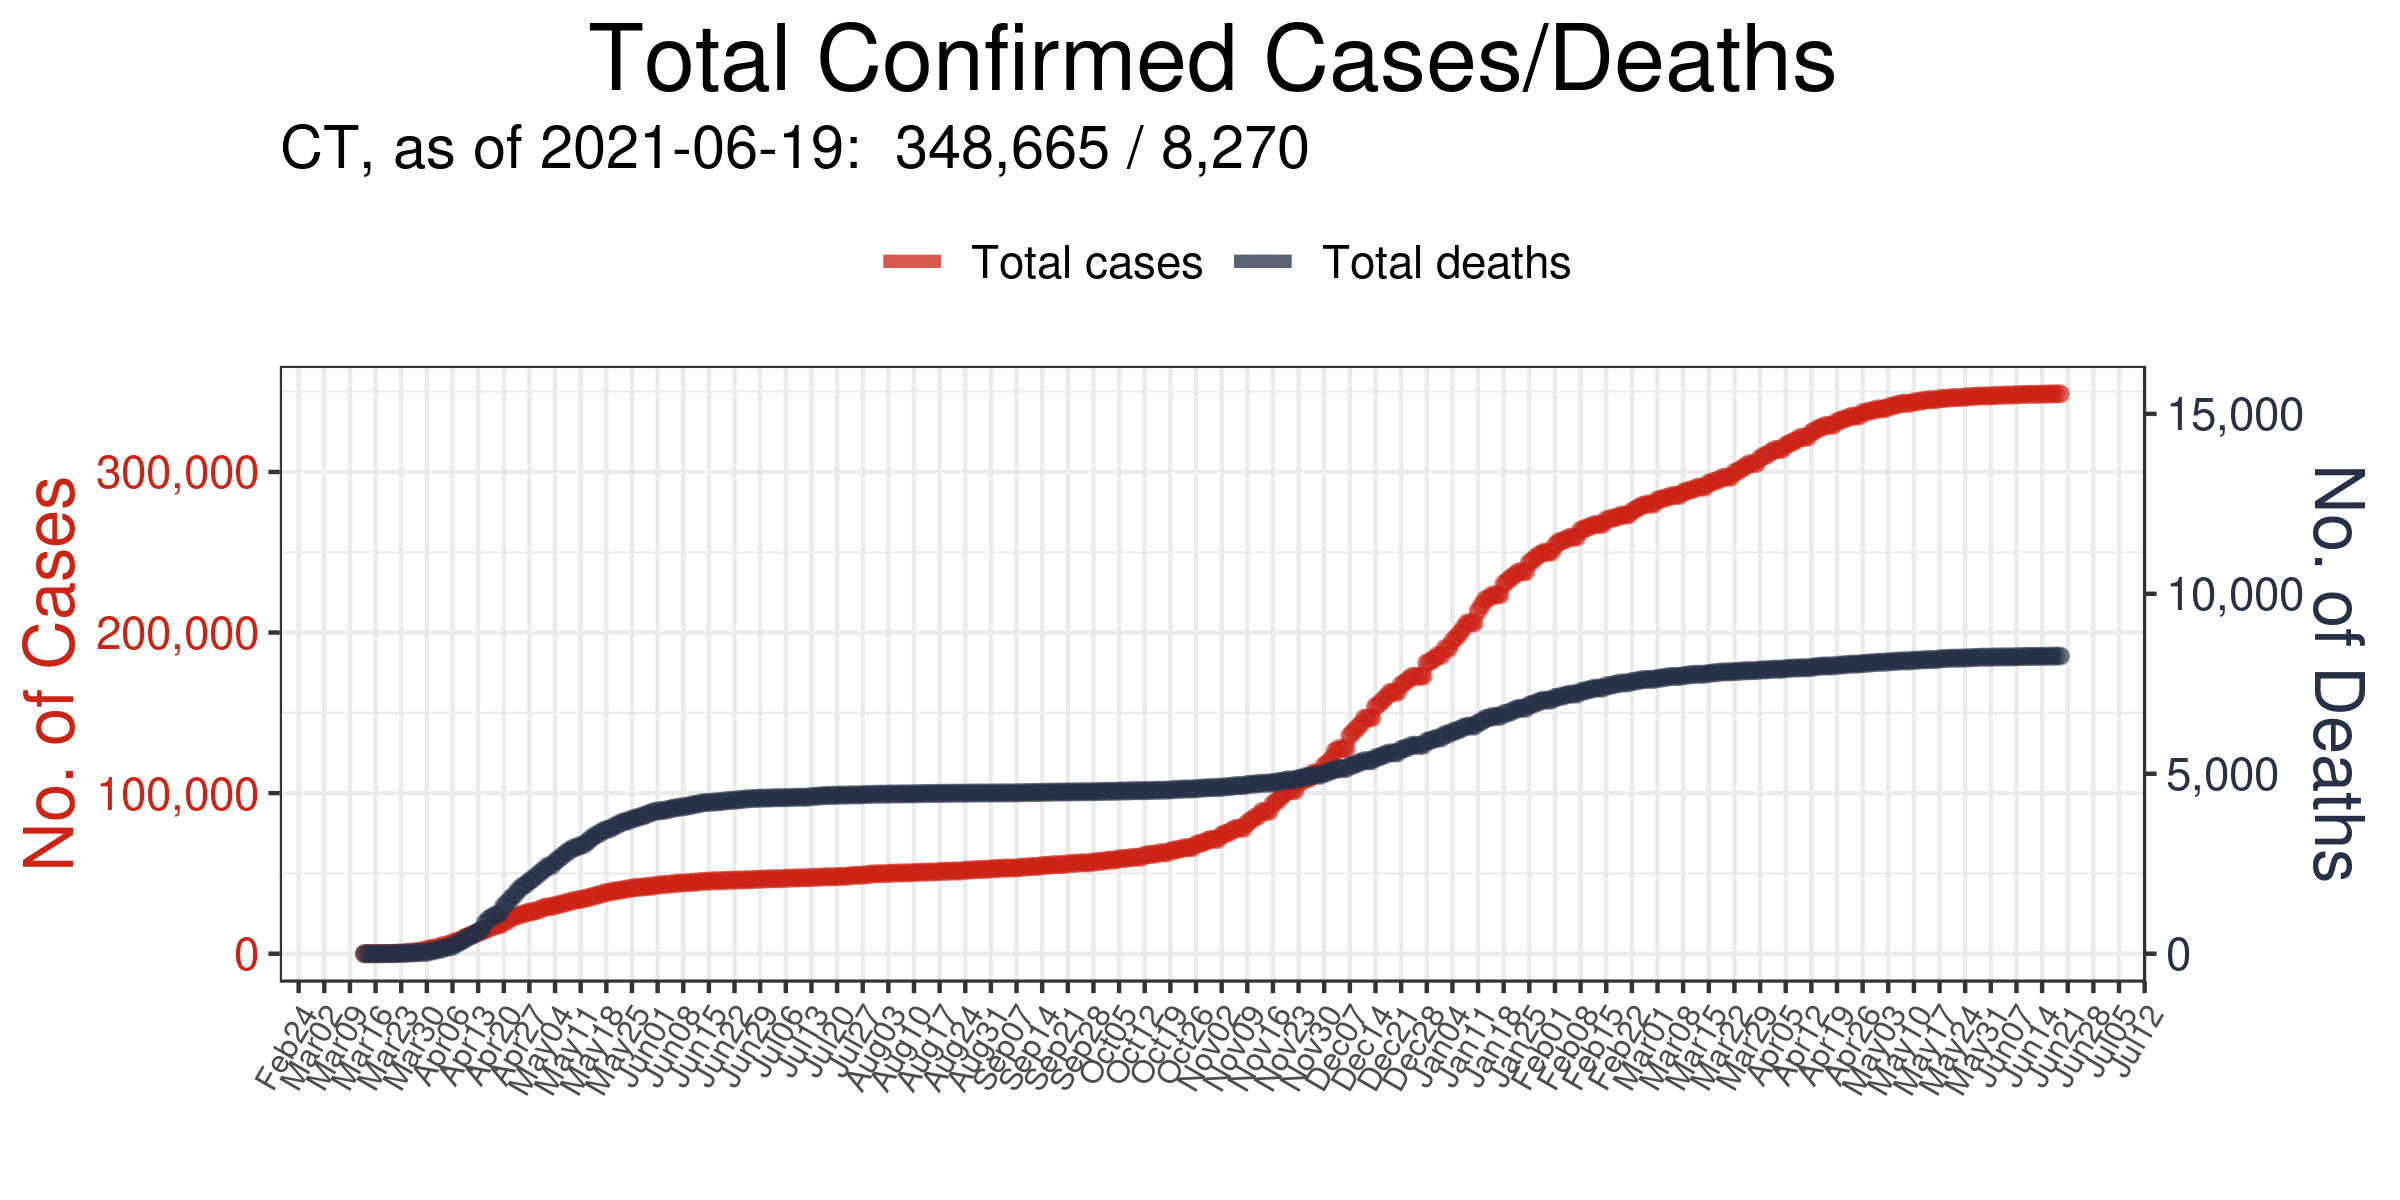 Total Confirmed Cases/Deaths
CT, as of 2021-06-19:  348,665 / 8,270
Total cases
Total deaths
No. of Cases
300,000
200,000
100,000
0
15,000
10,000
5,000
0
No. of Deaths
Feb24
Mar02
Mar09
Mar16
Mar23
Mar30
Apr06
Apr13
Apr20
Apr27
May04
May11
May18
May25
Jun01
Jun08
Jun15
Jun22
Jun29
Jul06
Jul13
Jul20
Jul27
Aug03
Aug10
Aug17
Aug24
Aug31
Sep07
Sep14
Sep21
Sep28
Oct05
Oct12
Oct19
Oct26
Nov02
Nov09
Nov16
Nov23
Nov30
Dec07
Dec14
Dec21
Dec28
Jan04
Jan11
Jan18
Jan25
Feb01
Feb08
Feb15
Feb22
Mar01
Mar08
Mar15
Mar22
Mar29
Apr05
Apr12
Apr19
Apr26
May03
May10
May17
May24
May31
Jun07
Jun14
Jun21
Jun28
Jul05
Jul12